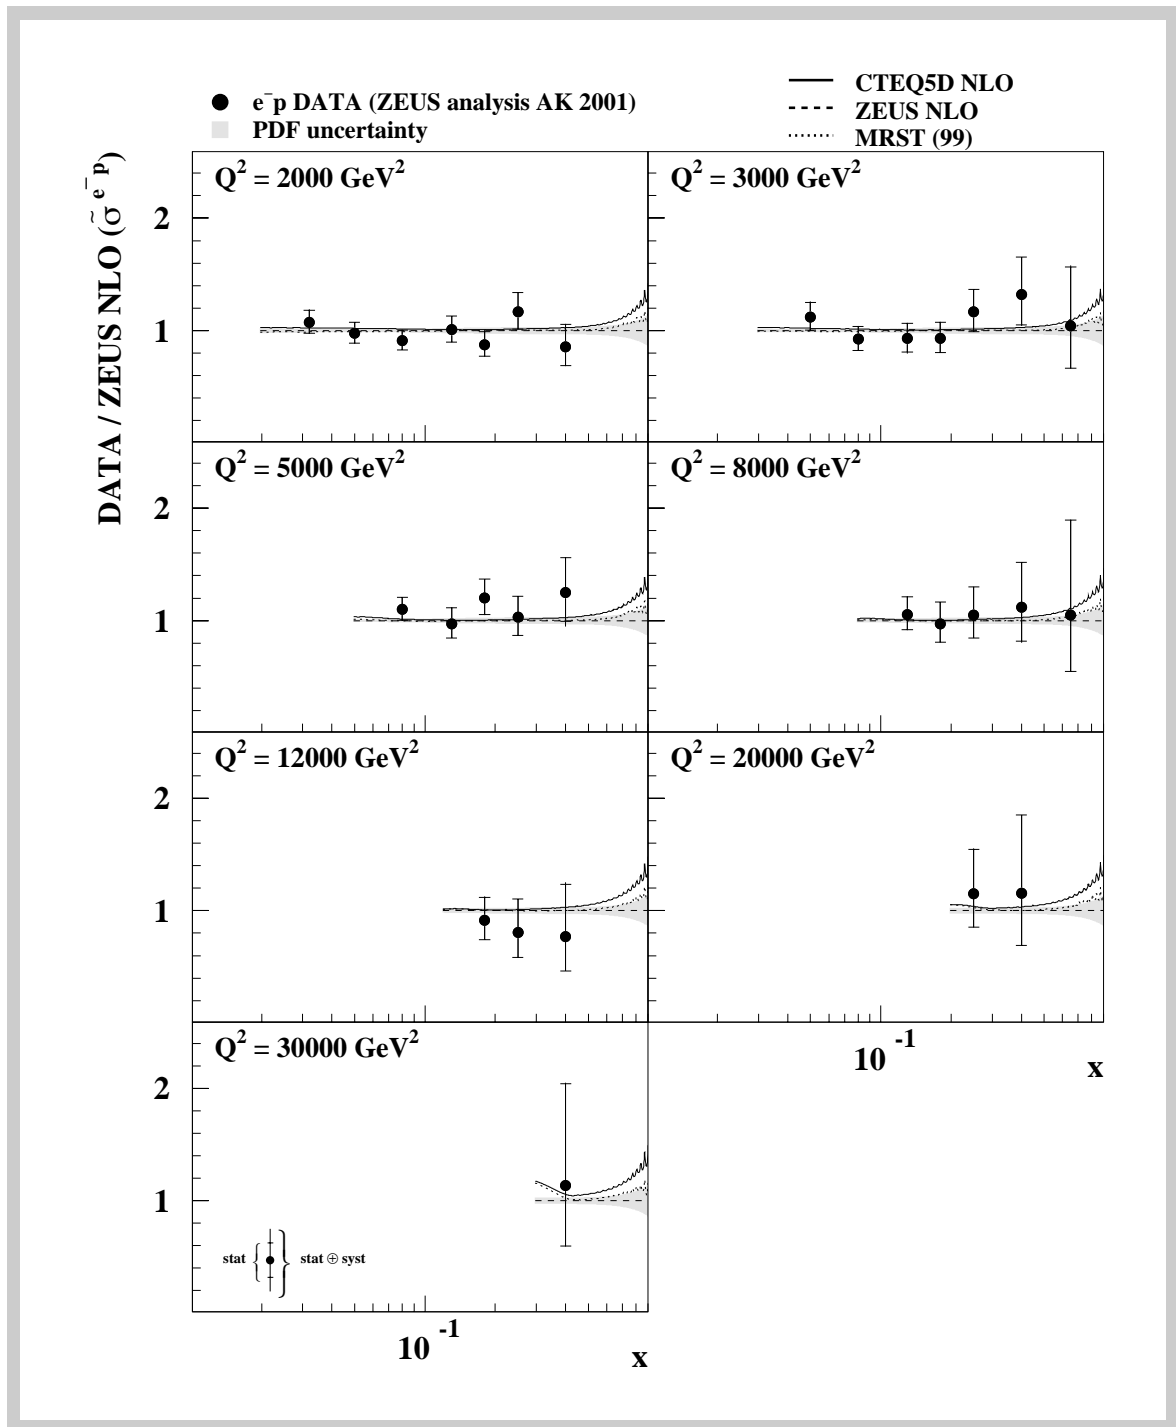 e⁻p DATA (ZEUS analysis AK 2001)
PDF uncertainty
CTEQ5D NLO
ZEUS NLO
MRST (99)
DATA / ZEUS NLO (σ̃ e⁻p)
Q² = 2000 GeV²
Q² = 3000 GeV²
2
1
Q² = 5000 GeV²
Q² = 8000 GeV²
2
1
Q² = 12000 GeV²
Q² = 20000 GeV²
2
1
10⁻¹
x
Q² = 30000 GeV²
2
1
stat { } stat ⊕ syst
10⁻¹
x